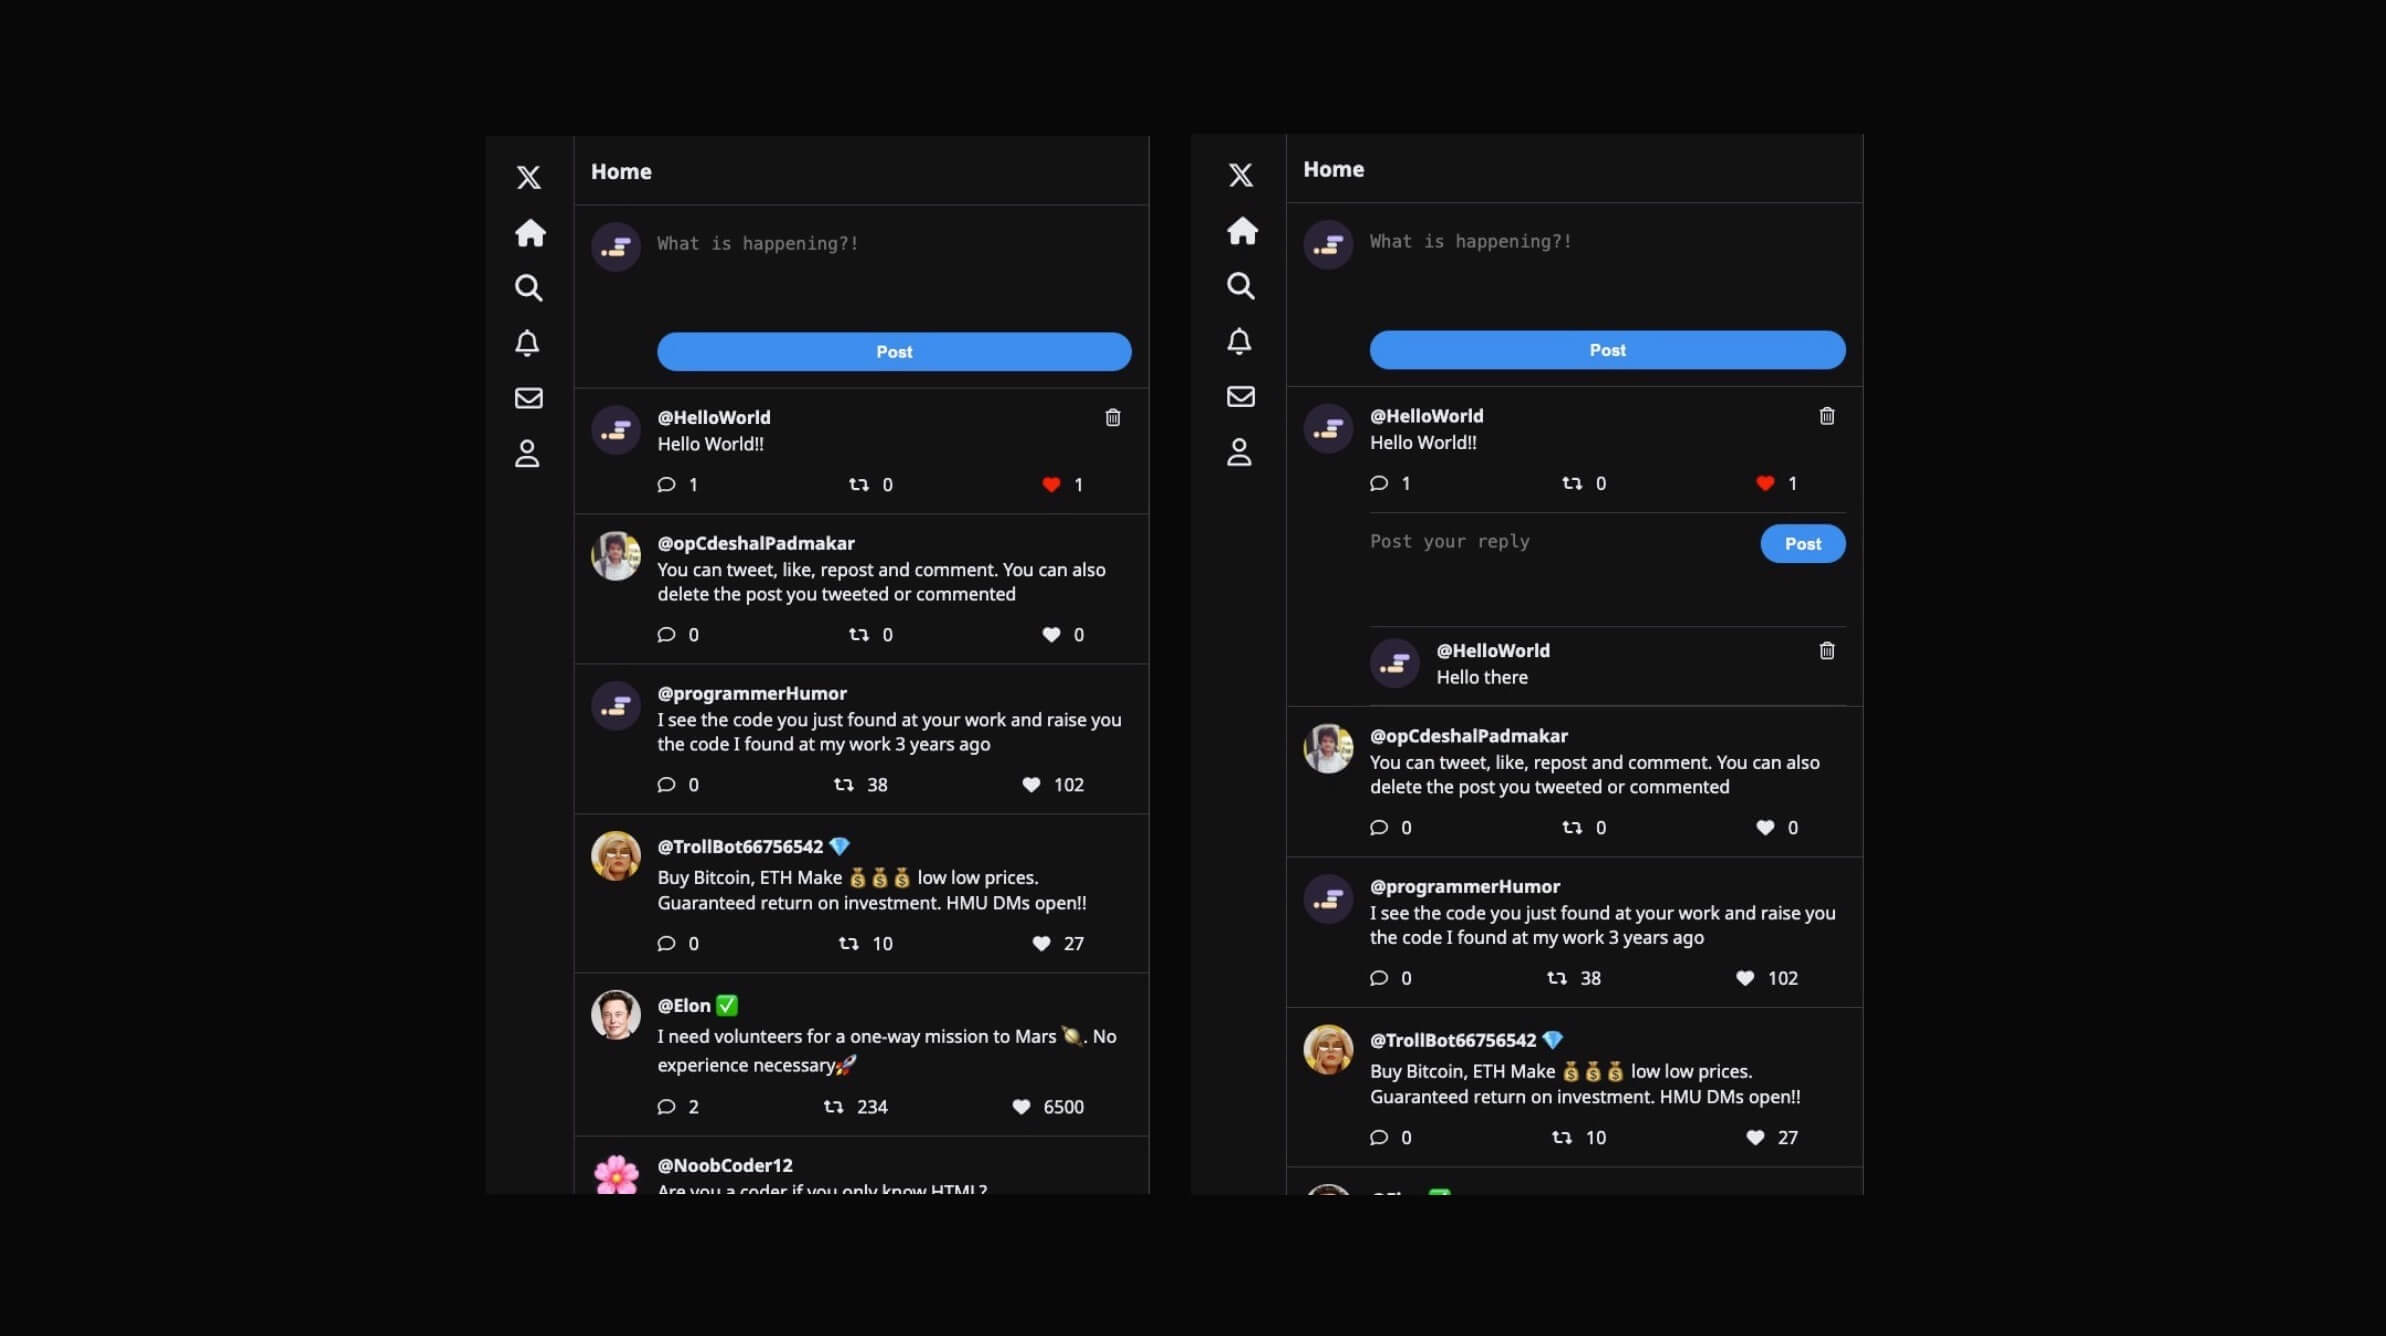 Home
What is happening?!
Post
@HelloWorld
Hello World!!
1 0 1
@opCdeshalPadmakar
You can tweet, like, repost and comment. You can also
delete the post you tweeted or commented
0 0 0
@programmerHumor
I see the code you just found at your work and raise you
the code I found at my work 3 years ago
0 38 102
@TrollBot66756542 💎
Buy Bitcoin, ETH Make 💰💰💰 low low prices.
Guaranteed return on investment. HMU DMs open!!
0 10 27
@Elon ✅
I need volunteers for a one-way mission to Mars 🪐. No
experience necessary🚀
2 234 6500
@NoobCoder12
Are you a coder if you only know HTML?
Home
What is happening?!
Post
@HelloWorld
Hello World!!
1 0 1
Post your reply
Post
@HelloWorld
Hello there
@opCdeshalPadmakar
You can tweet, like, repost and comment. You can also
delete the post you tweeted or commented
0 0 0
@programmerHumor
I see the code you just found at your work and raise you
the code I found at my work 3 years ago
0 38 102
@TrollBot66756542 💎
Buy Bitcoin, ETH Make 💰💰💰 low low prices.
Guaranteed return on investment. HMU DMs open!!
0 10 27